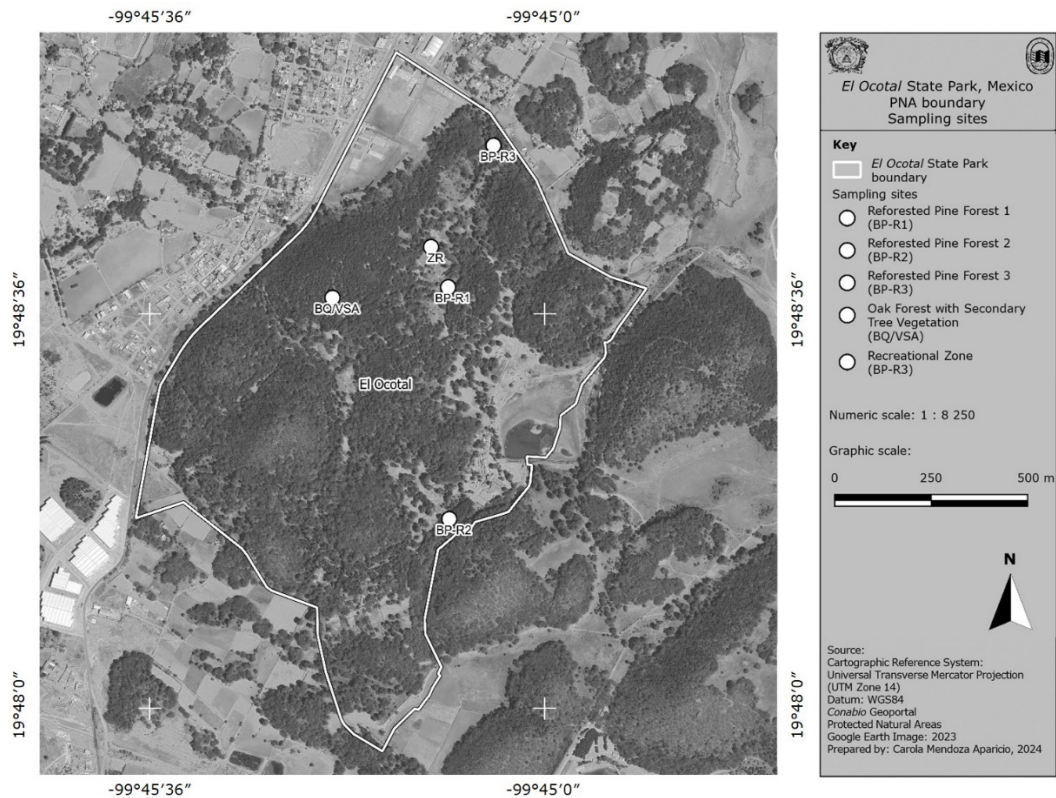 -99°45’36”
-99°45’0”
19°48’36”
19°48’36”
19°48’0”
19°48’0”
BP-R3
ZR
BP-R1
BQ/VSA
El Ocotal
BP-R2
-99°45’36”
-99°45’0”
El Ocotal State Park, Mexico
PNA boundary
Sampling sites
Key
El Ocotal State Park
boundary
Sampling sites
Reforested Pine Forest 1
(BP-R1)
Reforested Pine Forest 2
(BP-R2)
Reforested Pine Forest 3
(BP-R3)
Oak Forest with Secondary
Tree Vegetation
(BQ/VSA)
Recreational Zone
(BP-R3)
Numeric scale: 1 : 8 250
Graphic scale:
0 250 500 m
N
Source:
Cartographic Reference System:
Universal Transverse Mercator Projection
(UTM Zone 14)
Datum: WGS84
Conabio Geoportal
Protected Natural Areas
Google Earth Image: 2023
Prepared by: Carola Mendoza Aparicio, 2024